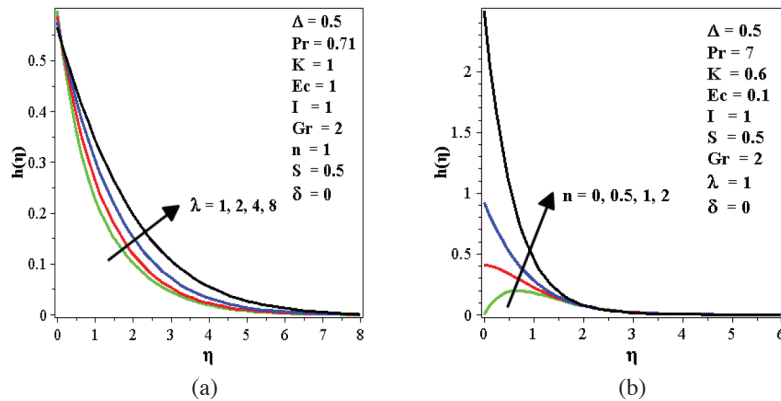 0.5
0.4
0.3
0.2
0.1
0
h(η)
0 1 2 3 4 5 6 7 8
η
Δ = 0.5
Pr = 0.71
K = 1
Ec = 1
I = 1
Gr = 2
n = 1
S = 0.5
δ = 0
λ = 1, 2, 4, 8
(a)
2
1.5
1
0.5
0
h(η)
0 1 2 3 4 5 6
η
Δ = 0.5
Pr = 7
K = 0.6
Ec = 0.1
I = 1
S = 0.5
Gr = 2
λ = 1
δ = 0
n = 0, 0.5, 1, 2
(b)